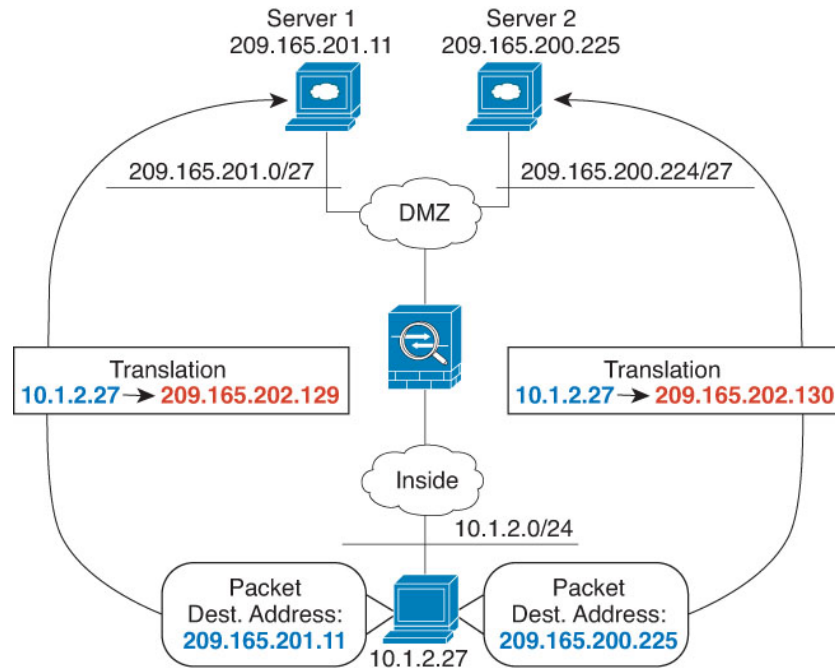 Server 1
209.165.201.11
Server 2
209.165.200.225
209.165.201.0/27
209.165.200.224/27
DMZ
Translation
10.1.2.27 → 209.165.202.129
Translation
10.1.2.27 → 209.165.202.130
Inside
10.1.2.0/24
Packet
Dest. Address:
209.165.201.11
Packet
Dest. Address:
209.165.200.225
10.1.2.27